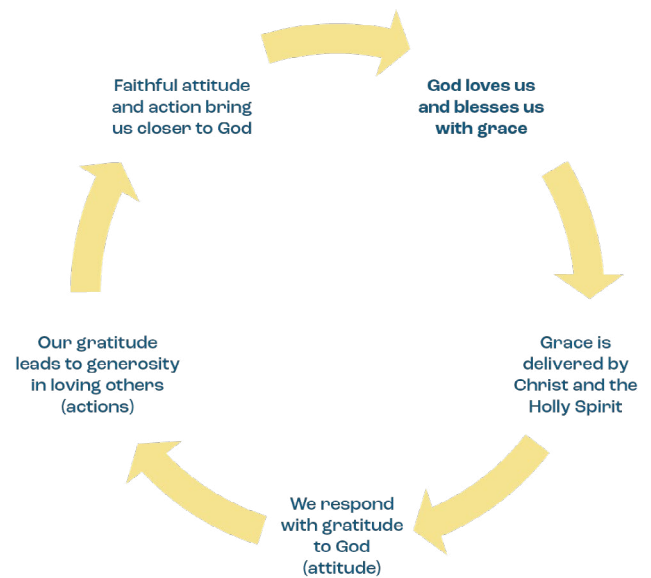 God loves us
and blesses us
with grace
Grace is
delivered by
Christ and the
Holy Spirit
We respond
with gratitude
to God
(attitude)
Our gratitude
leads to generosity
in loving others
(actions)
Faithful attitude
and action bring
us closer to God